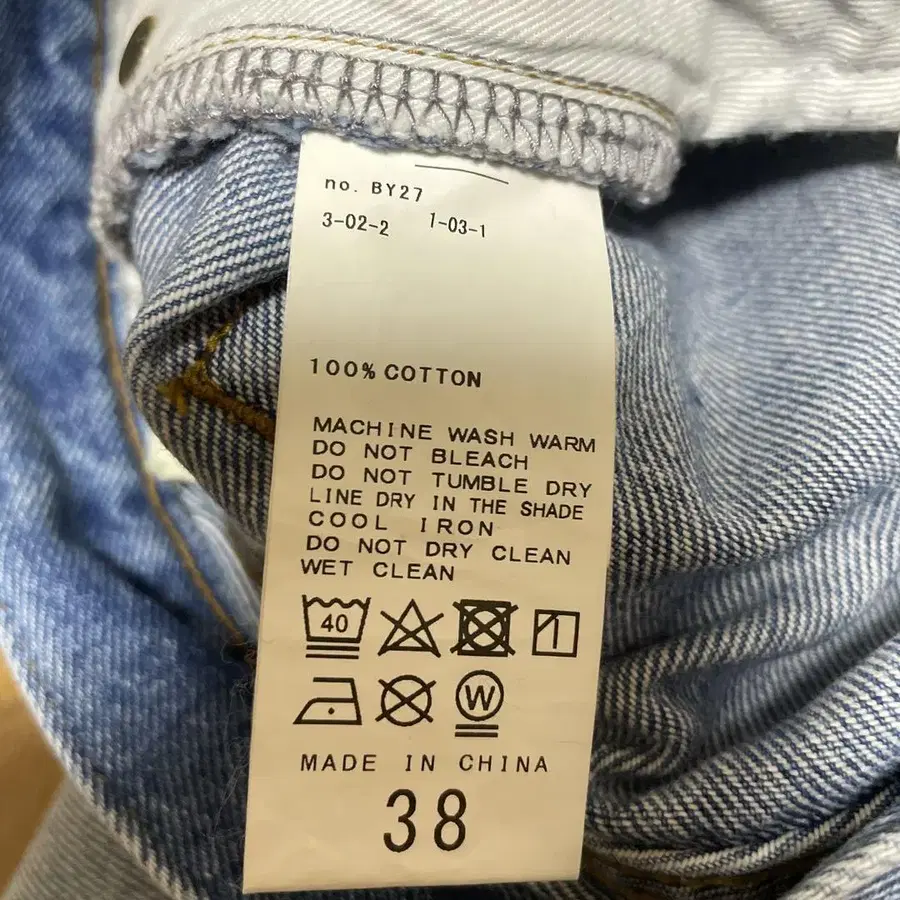 no. BY27
3-02-2 1-03-1
100% COTTON
MACHINE WASH WARM
DO NOT BLEACH
DO NOT TUMBLE DRY
LINE DRY IN THE SHADE
COOL IRON
DO NOT DRY CLEAN
WET CLEAN
40
W
MADE IN CHINA
38